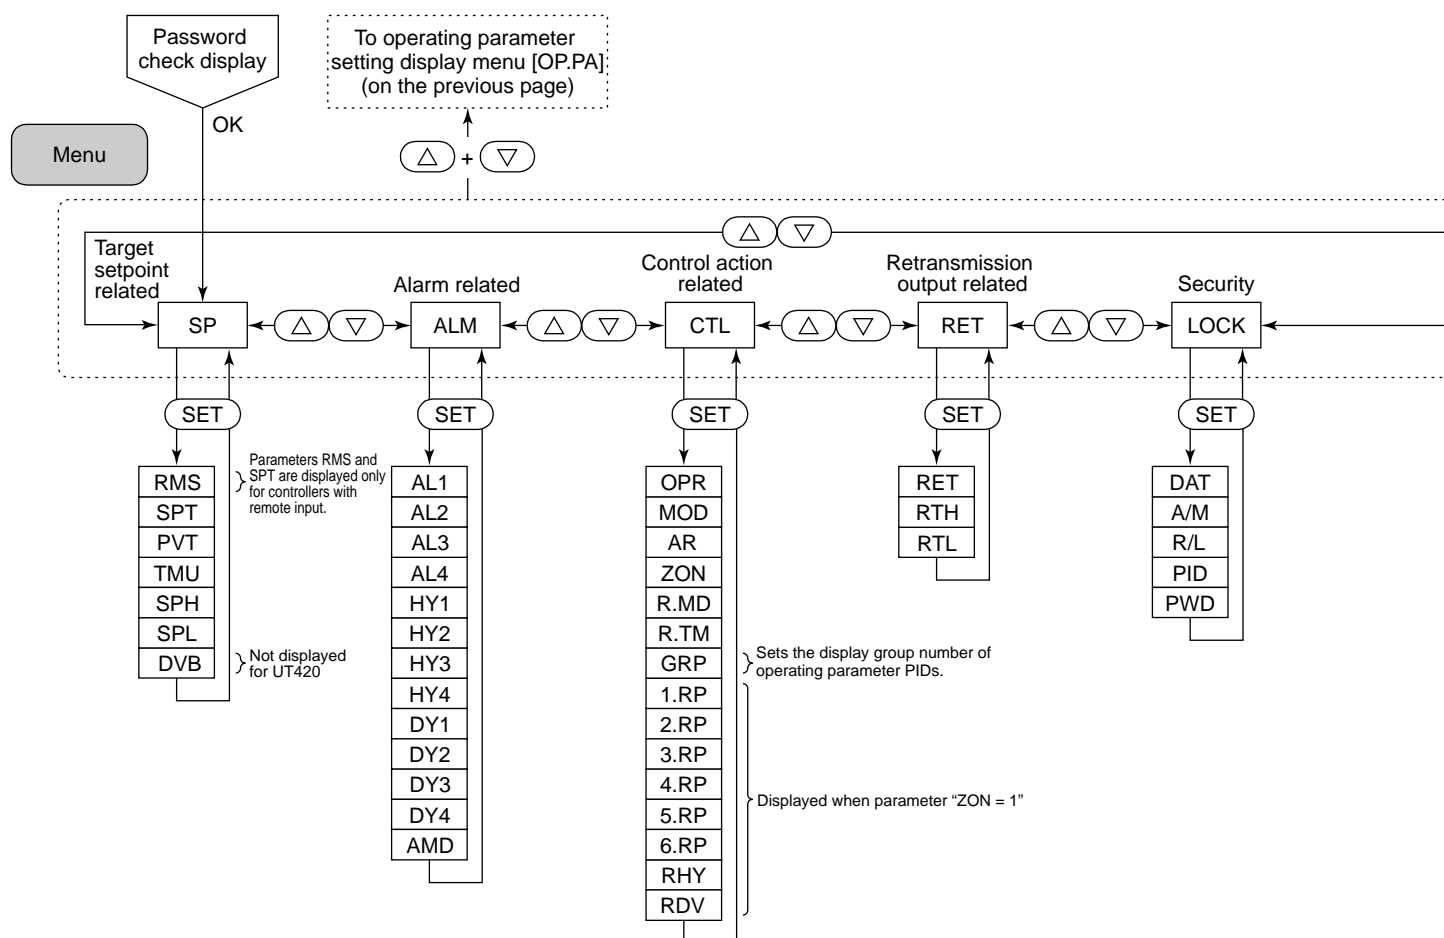 Password
check display
To operating parameter
setting display menu [OP.PA]
(on the previous page)
OK
Menu
+
Target
setpoint
related
Alarm related
Control action
related
Retransmission
output related
Security
SP
ALM
CTL
RET
LOCK
SET
SET
SET
SET
SET
RMS
SPT
PVT
TMU
SPH
SPL
DVB
Parameters RMS and
SPT are displayed only
for controllers with
remote input.
Not displayed
for UT420
AL1
AL2
AL3
AL4
HY1
HY2
HY3
HY4
DY1
DY2
DY3
DY4
AMD
OPR
MOD
AR
ZON
R.MD
R.TM
GRP
1.RP
2.RP
3.RP
4.RP
5.RP
6.RP
RHY
RDV
Sets the display group number of
operating parameter PIDs.
Displayed when parameter “ZON = 1”
RET
RTH
RTL
DAT
A/M
R/L
PID
PWD